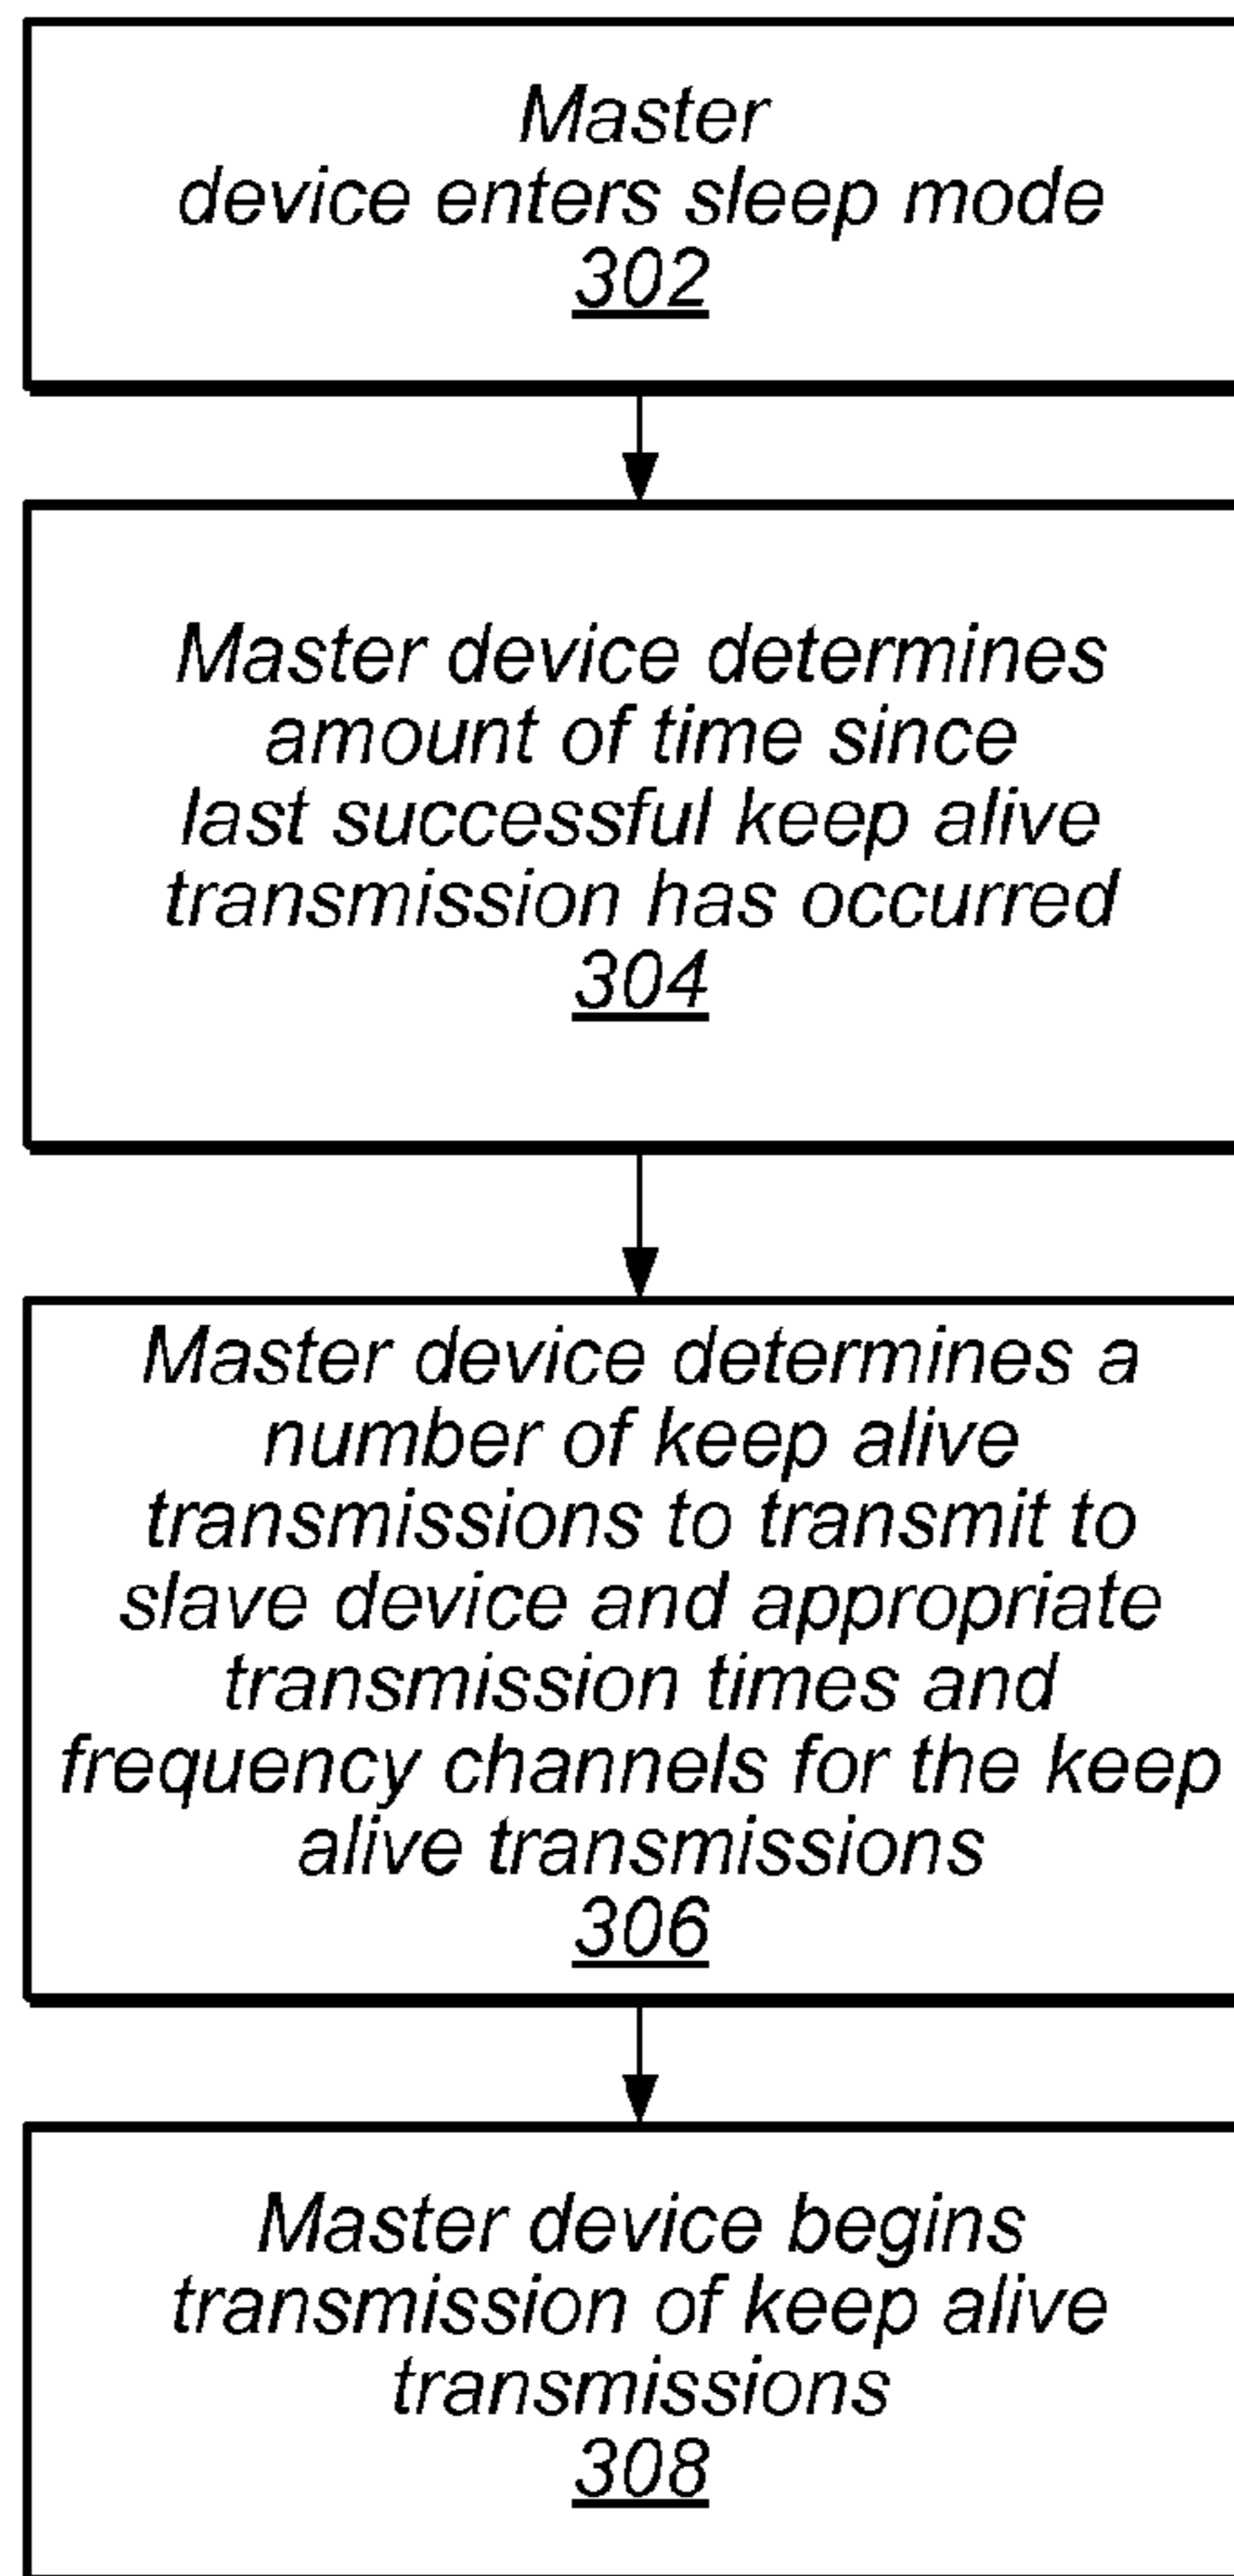 Master
device enters sleep mode
302
Master device determines
amount of time since
last successful keep alive
transmission has occurred
304
Master device determines a
number of keep alive
transmissions to transmit to
slave device and appropriate
transmission times and
frequency channels for the keep
alive transmissions
306
Master device begins
transmission of keep alive
transmissions
308